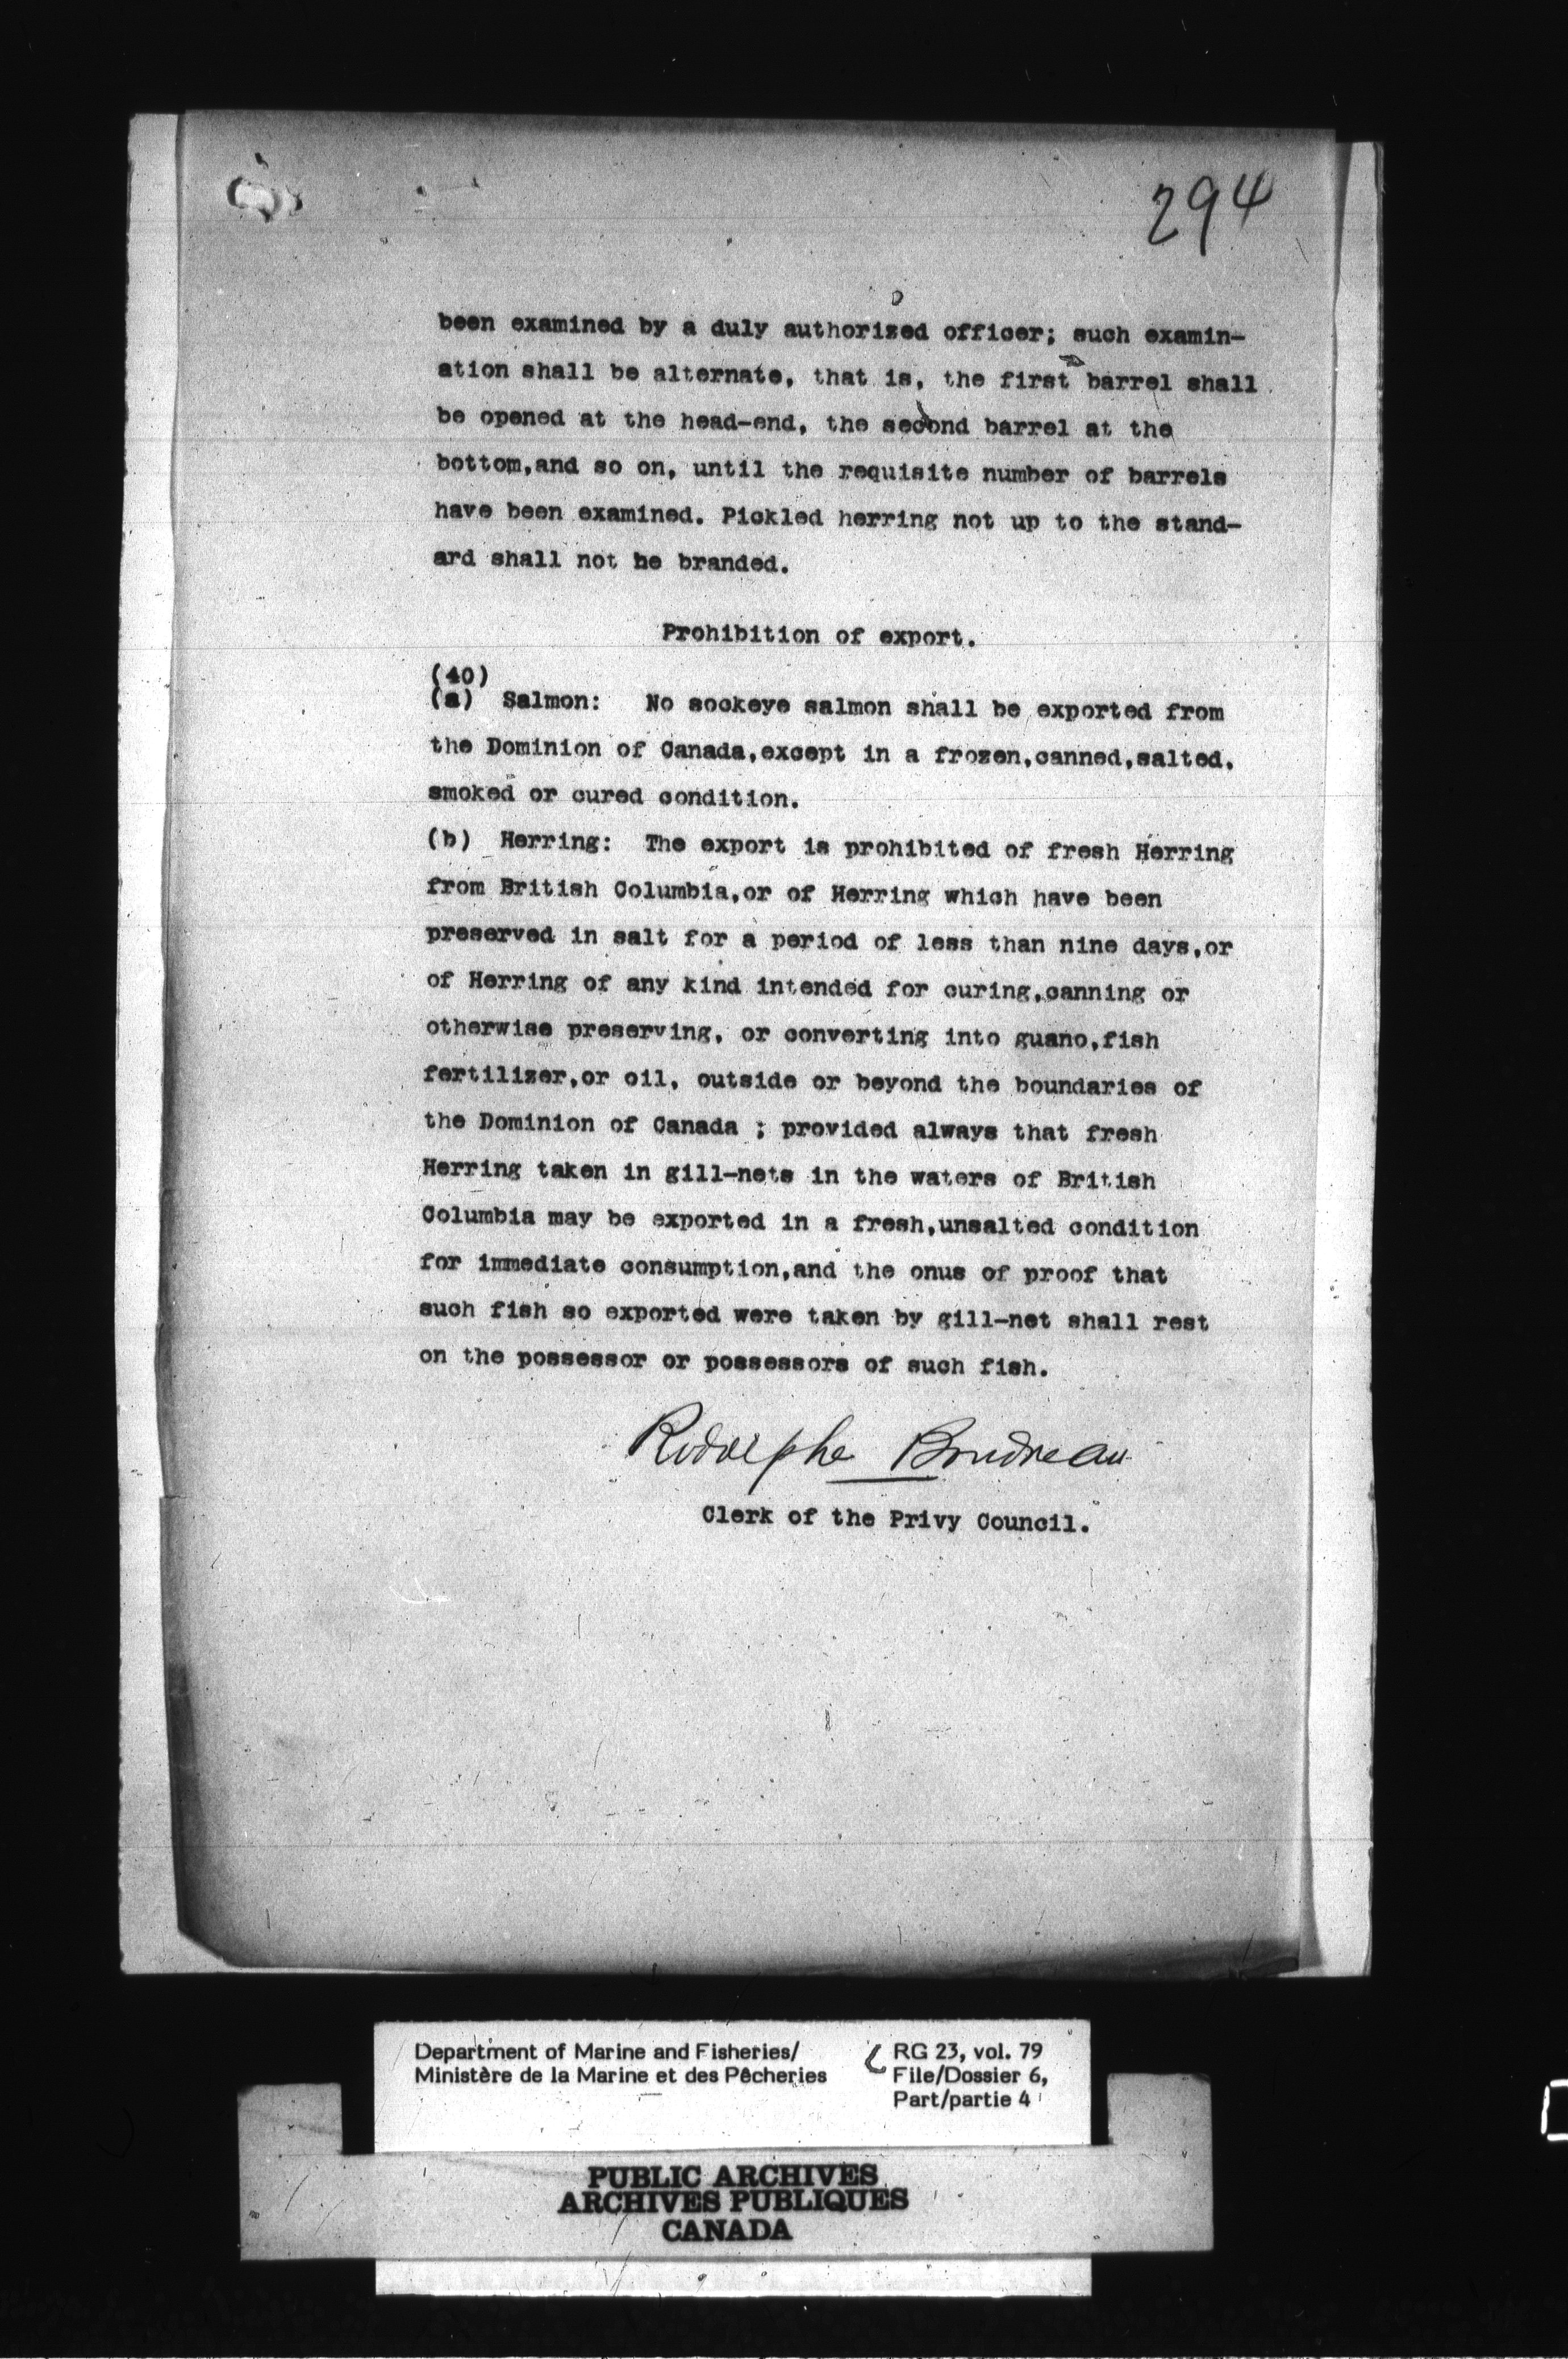 294
been examined by a duly authorized officer; such examin-
ation shall be alternate, that is, the first barrel shall
be opened at the head-end, the second barrel at the
bottom,and so on, until the requisite number of barrels
have been examined. Pickled herring not up to the stand-
ard shall not be branded.
Prohibition of export.
(40)
(a) Salmon: No sockeye salmon shall be exported from
the Dominion of Canada,except in a frozen,canned,salted,
smoked or cured condition.
(b) Herring: The export is prohibited of fresh Herring
from British Columbia,or of Herring which have been
preserved in salt for a period of less than nine days,or
of Herring of any kind intended for curing,canning or
otherwise preserving, or converting into guano,fish
fertilizer,or oil, outside or beyond the boundaries of
the Dominion of Canada ; provided always that fresh
Herring taken in gill-nets in the waters of British
Columbia may be exported in a fresh,unsalted condition
for immediate consumption,and the onus of proof that
such fish so exported were taken by gill-net shall rest
on the possessor or possessors of such fish.
Rodolphe Boudreau
Clerk of the Privy Council.
Department of Marine and Fisheries/
Ministère de la Marine et des Pêcheries
RG 23, vol. 79
File/Dossier 6,
Part/partie 4
PUBLIC ARCHIVES
ARCHIVES PUBLIQUES
CANADA